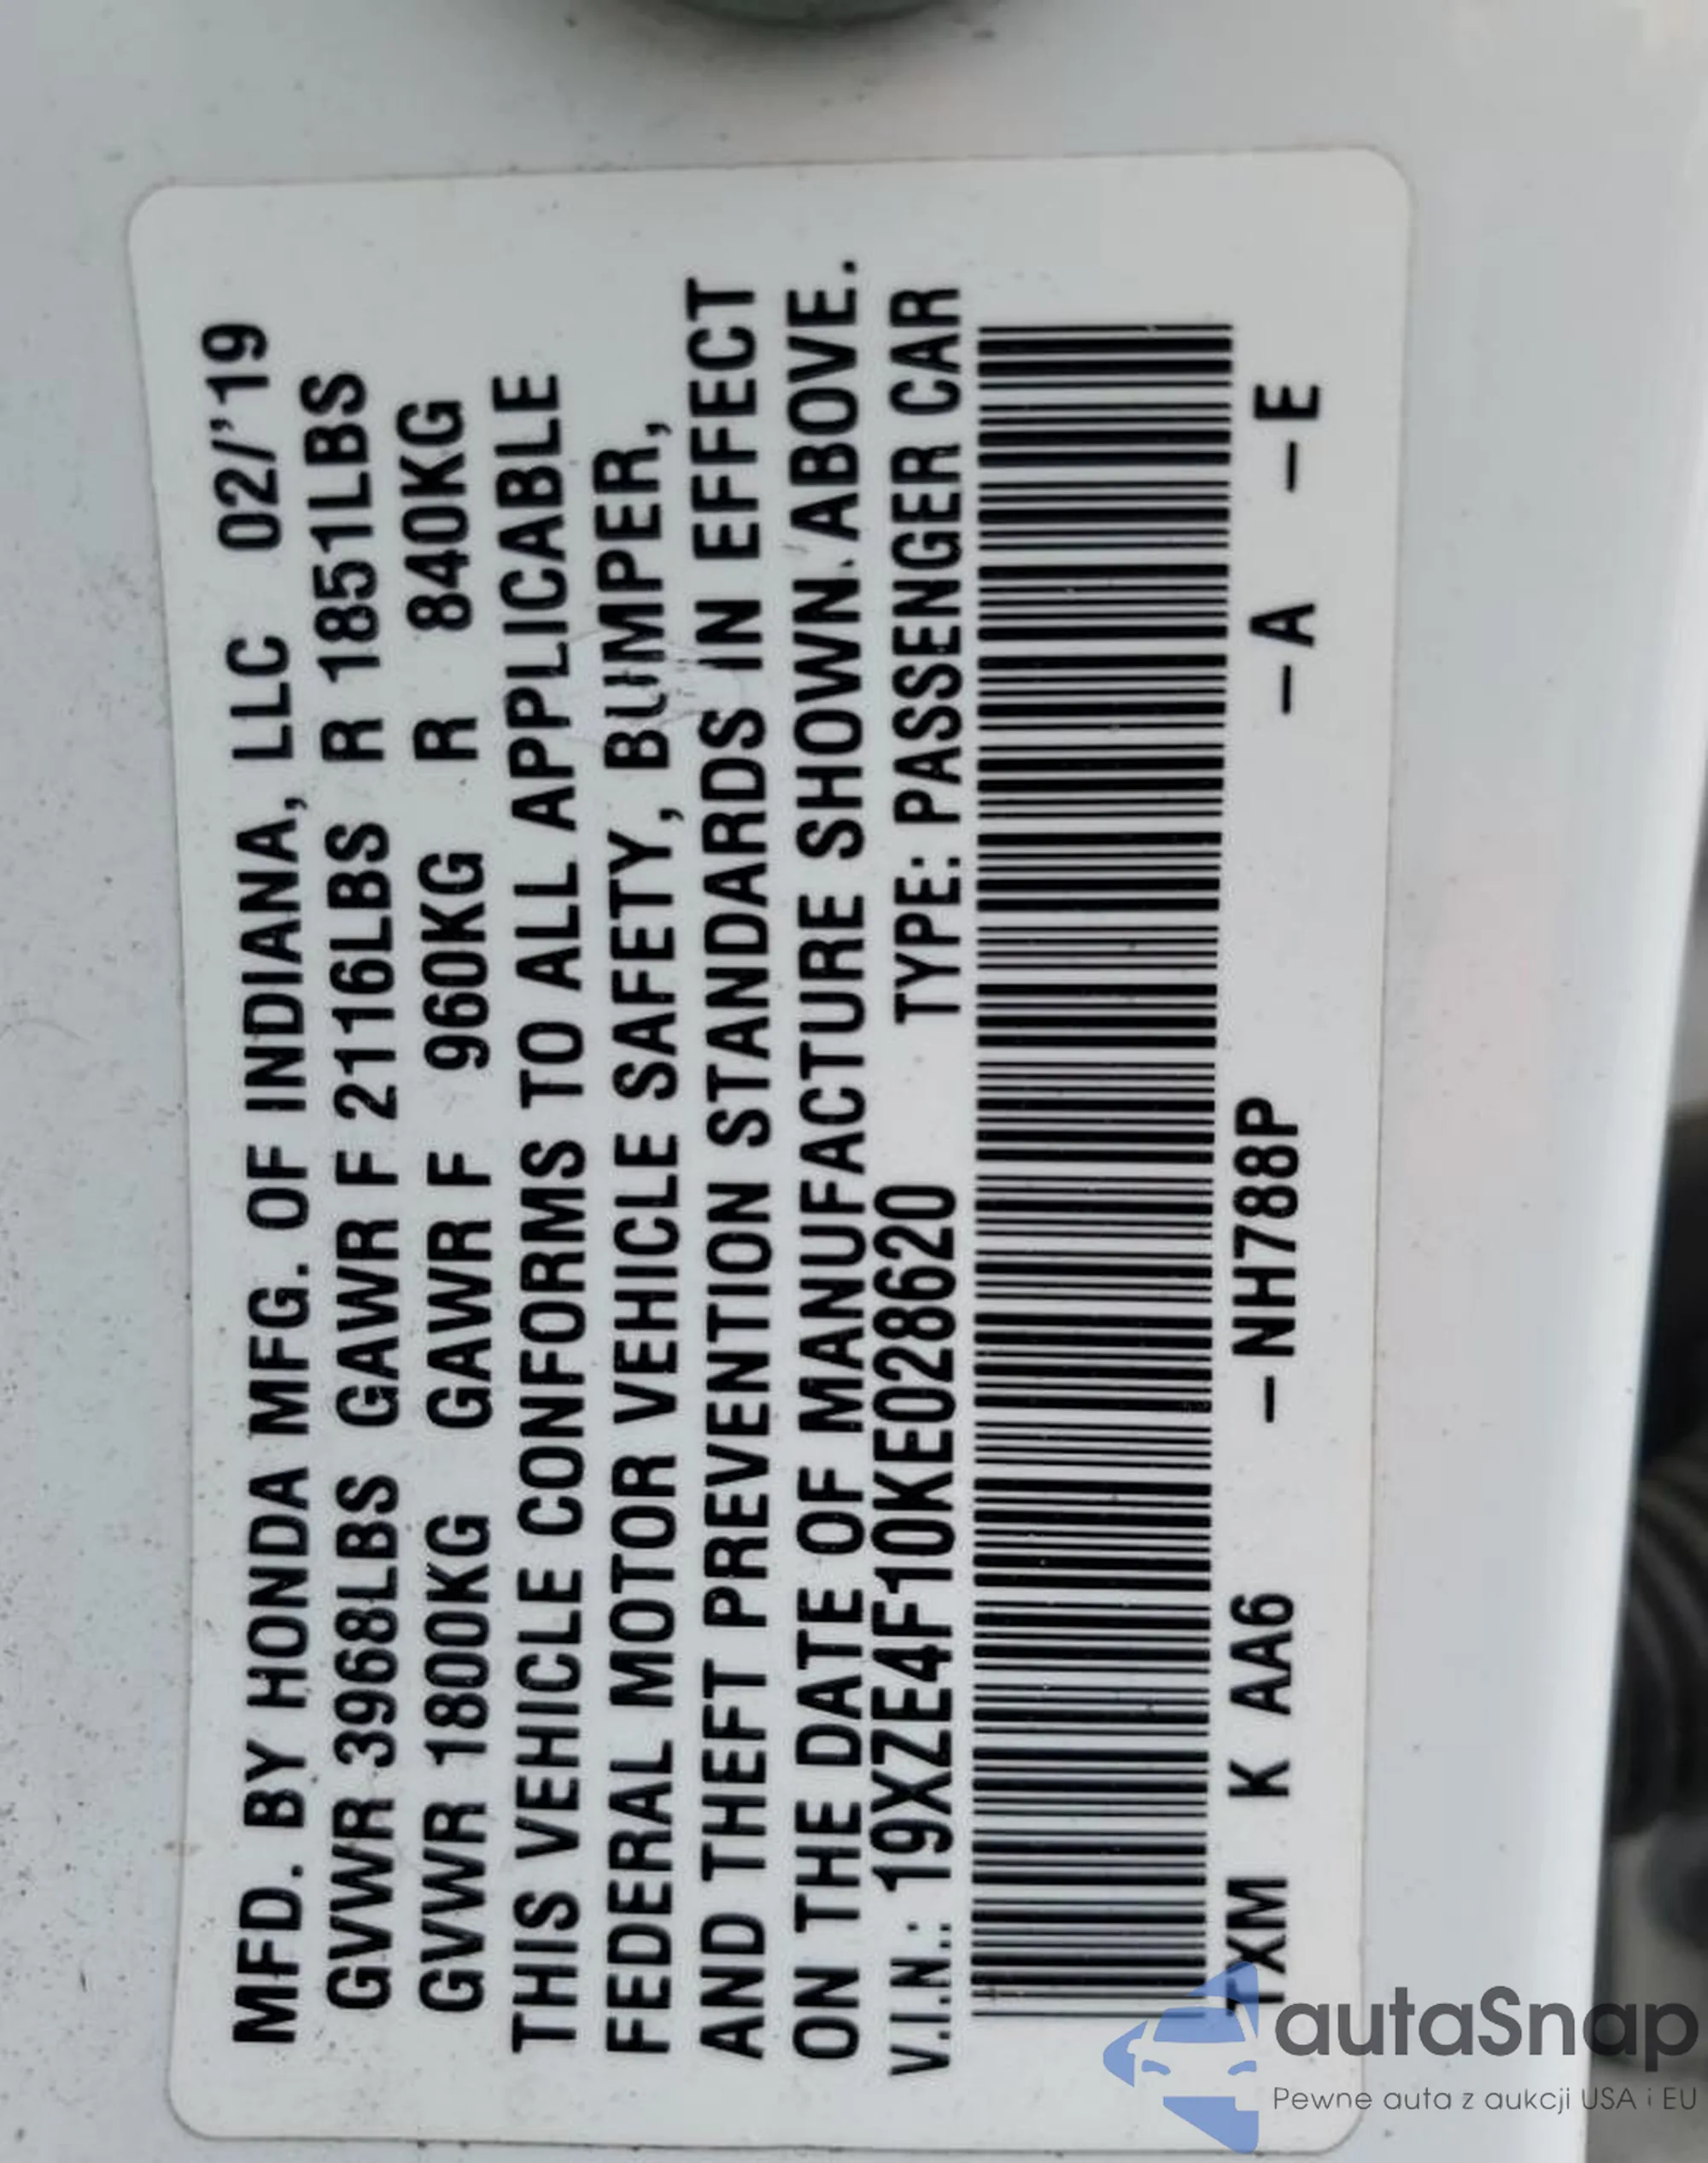 MFD. BY HONDA MFG. OF INDIANA, LLC 02/'19
GVWR 3968LBS GAWR F 2116LBS R 1851LBS
GVWR 1800KG GAWR F 960KG R 840KG
THIS VEHICLE CONFORMS TO ALL APPLICABLE
FEDERAL MOTOR VEHICLE SAFETY, BUMPER,
AND THEFT PREVENTION STANDARDS IN EFFECT
ON THE DATE OF MANUFACTURE SHOWN ABOVE.
V.I.N.: 19XZE4F10KE028620 TYPE: PASSENGER CAR
TXM K AA6 –NH788P –A –E
autaSnap
Pewne auta z aukcji USA i EU